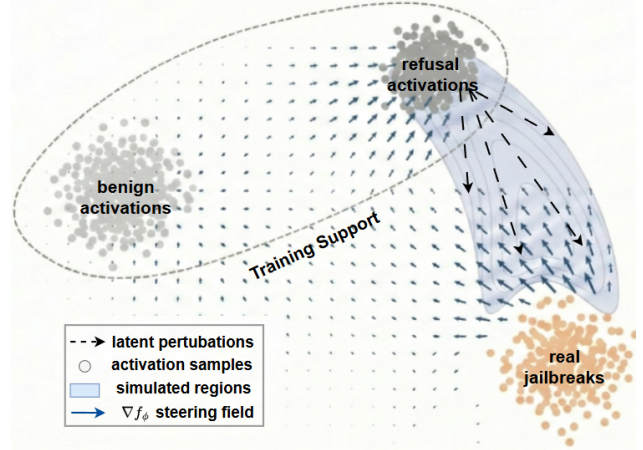 refusal
activations
benign
activations
Training Support
real
jailbreaks
latent pertubations
activation samples
simulated regions
∇f_ϕ steering field